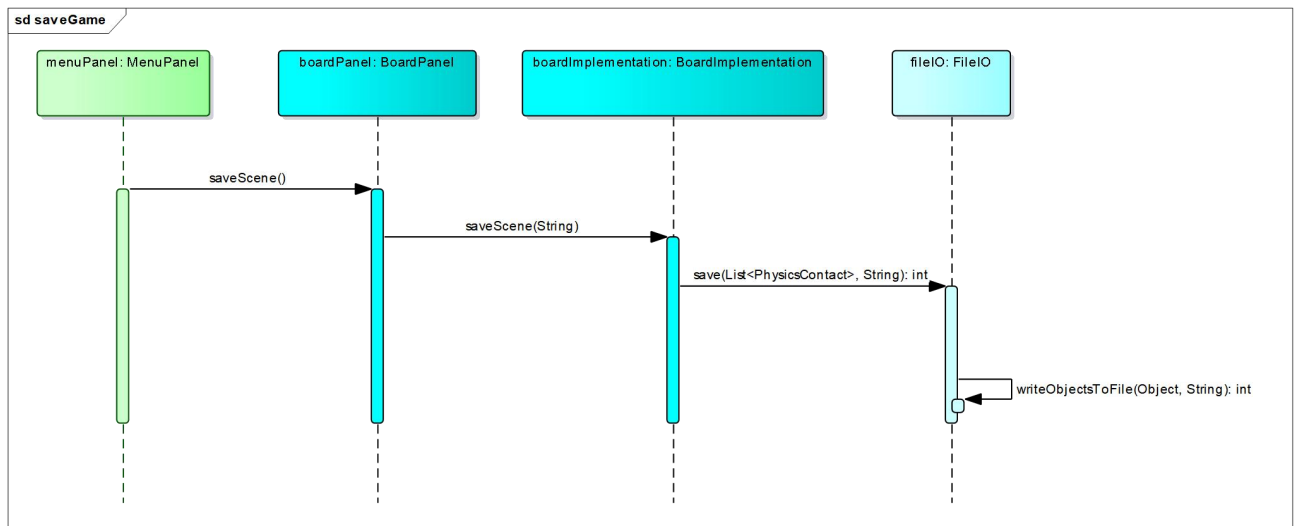 sd saveGame
menuPanel: MenuPanel
boardPanel: BoardPanel
boardImplementation: BoardImplementation
fileIO: FileIO
saveScene()
saveScene(String)
save(List<PhysicsContact>, String): int
writeObjectsToFile(Object, String): int